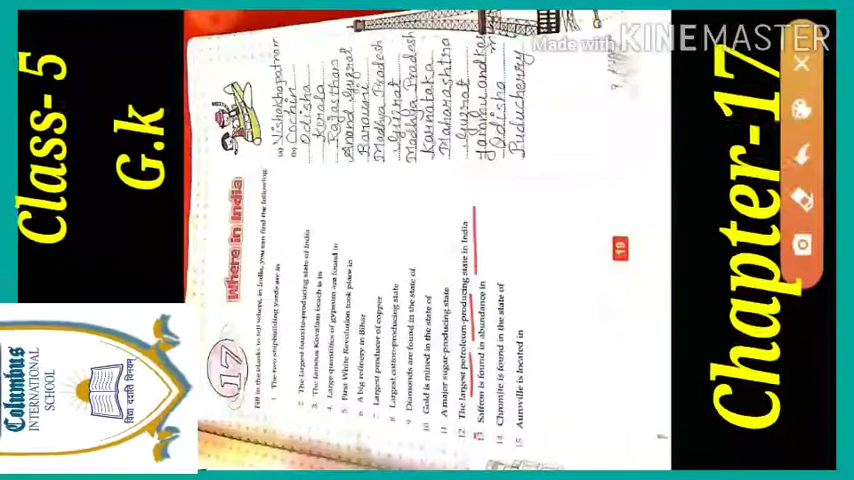 Class- 5
G.k
Chapter-17
Made with KINEMASTER
Columbus
INTERNATIONAL
SCHOOL
विद्या ददाति विनयम
17
Where in India
Fill in the blanks to tell where, in India, you can find the following:
1. The two shipbuilding yards are in (a) Vishakhapatnam
(b) Cochin
2. The largest bauxite-producing state of India Odisha
3. The famous Kovalam beach is in Kerala
4. Large quantities of gypsum are found in Rajasthan
5. First White Revolution took place in Anand Gujrat
6. A big refinery in Bihar Barauni
7. Largest producer of copper Madhya Pradesh
8. Largest cotton-producing state Gujrat
9. Diamonds are found in the state of Madhya Pradesh
10. Gold is mined in the state of Karnataka
11. A major sugar-producing state Maharashtra
12. The largest petroleum-producing state in India Gujrat
13. Saffron is found in abundance in Jammu and Kashmir
14. Chromite is found in the state of Odisha
15. Auroville is located in Puducherry
19